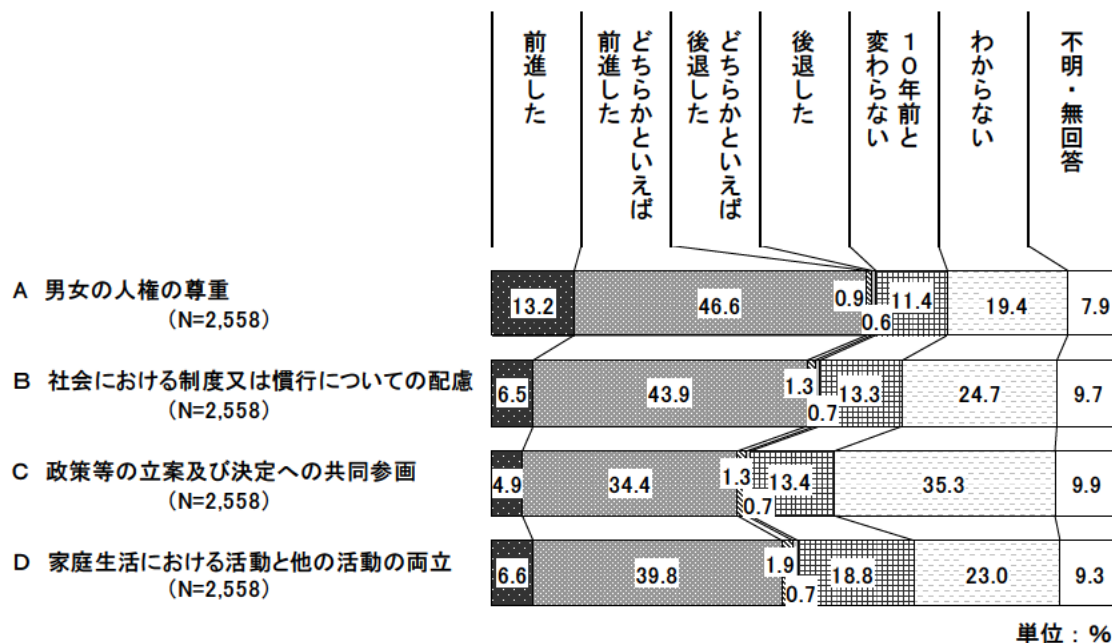 前進した
どちらかといえば
前進した
どちらかといえば
後退した
後退した
10年前と
変わらない
わからない
不明・無回答
A 男女の人権の尊重
(N=2,558)
13.2 46.6 0.9 0.6 11.4 19.4 7.9
B 社会における制度又は慣行についての配慮
(N=2,558)
6.5 43.9 1.3 0.7 13.3 24.7 9.7
C 政策等の立案及び決定への共同参画
(N=2,558)
4.9 34.4 1.3 0.7 13.4 35.3 9.9
D 家庭生活における活動と他の活動の両立
(N=2,558)
6.6 39.8 1.9 0.7 18.8 23.0 9.3
単位:%